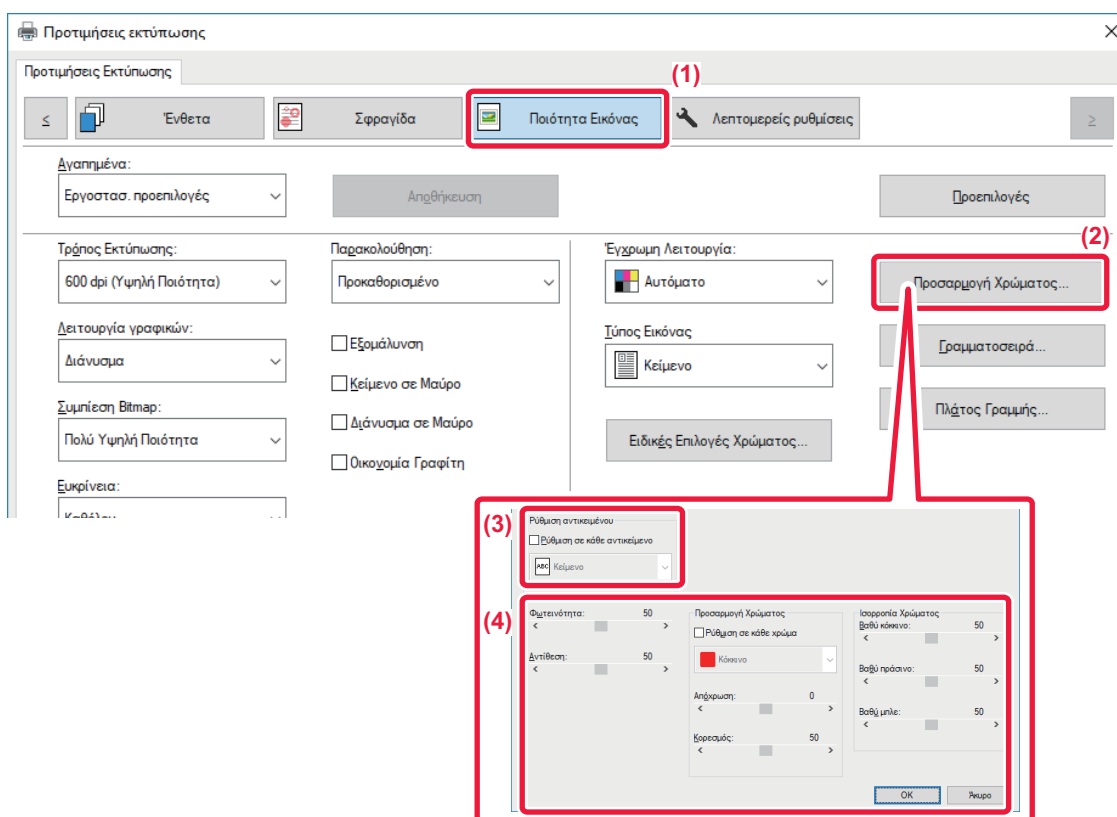 Προτιμήσεις εκτύπωσης
Προτιμήσεις Εκτύπωσης
(1)
< Ένθετα Σφραγίδα Ποιότητα Εικόνας Λεπτομερείς ρυθμίσεις >
Αγαπημένα:
Εργοστασ. προεπιλογές Αποθήκευση Προεπιλογές
(2)
Τρόπος Εκτύπωσης: Παρακολούθηση: Έγχρωμη Λειτουργία:
600 dpi (Υψηλή Ποιότητα) Προκαθορισμένο Αυτόματο Προσαρμογή Χρώματος...
Λειτουργία γραφικών: Τύπος Εικόνας
Διάνυσμα Εξομάλυνση Κείμενο Γραμματοσειρά...
Κείμενο σε Μαύρο
Συμπίεση Bitmap: Πλάτος Γραμμής...
Πολύ Υψηλή Ποιότητα Διάνυσμα σε Μαύρο Ειδικές Επιλογές Χρώματος...
Οικονομία Γραφίτη
Ευκρίνεια:
Καθόλου
(3) Ρύθμιση αντικειμένου
Ρύθμιση σε κάθε αντικείμενο
ABC Κείμενο
(4) Φωτεινότητα: 50 Προσαρμογή Χρώματος Ισορροπία Χρώματος
< > Ρύθμιση σε κάθε χρώμα Βαθύ κόκκινο: 50
< >
Αντίθεση: 50 Κόκκινο Βαθύ πράσινο: 50
< > < >
Απόχρωση: 0 Βαθύ μπλε: 50
< > < >
Κορεσμός: 50
< >
OK Άκυρο